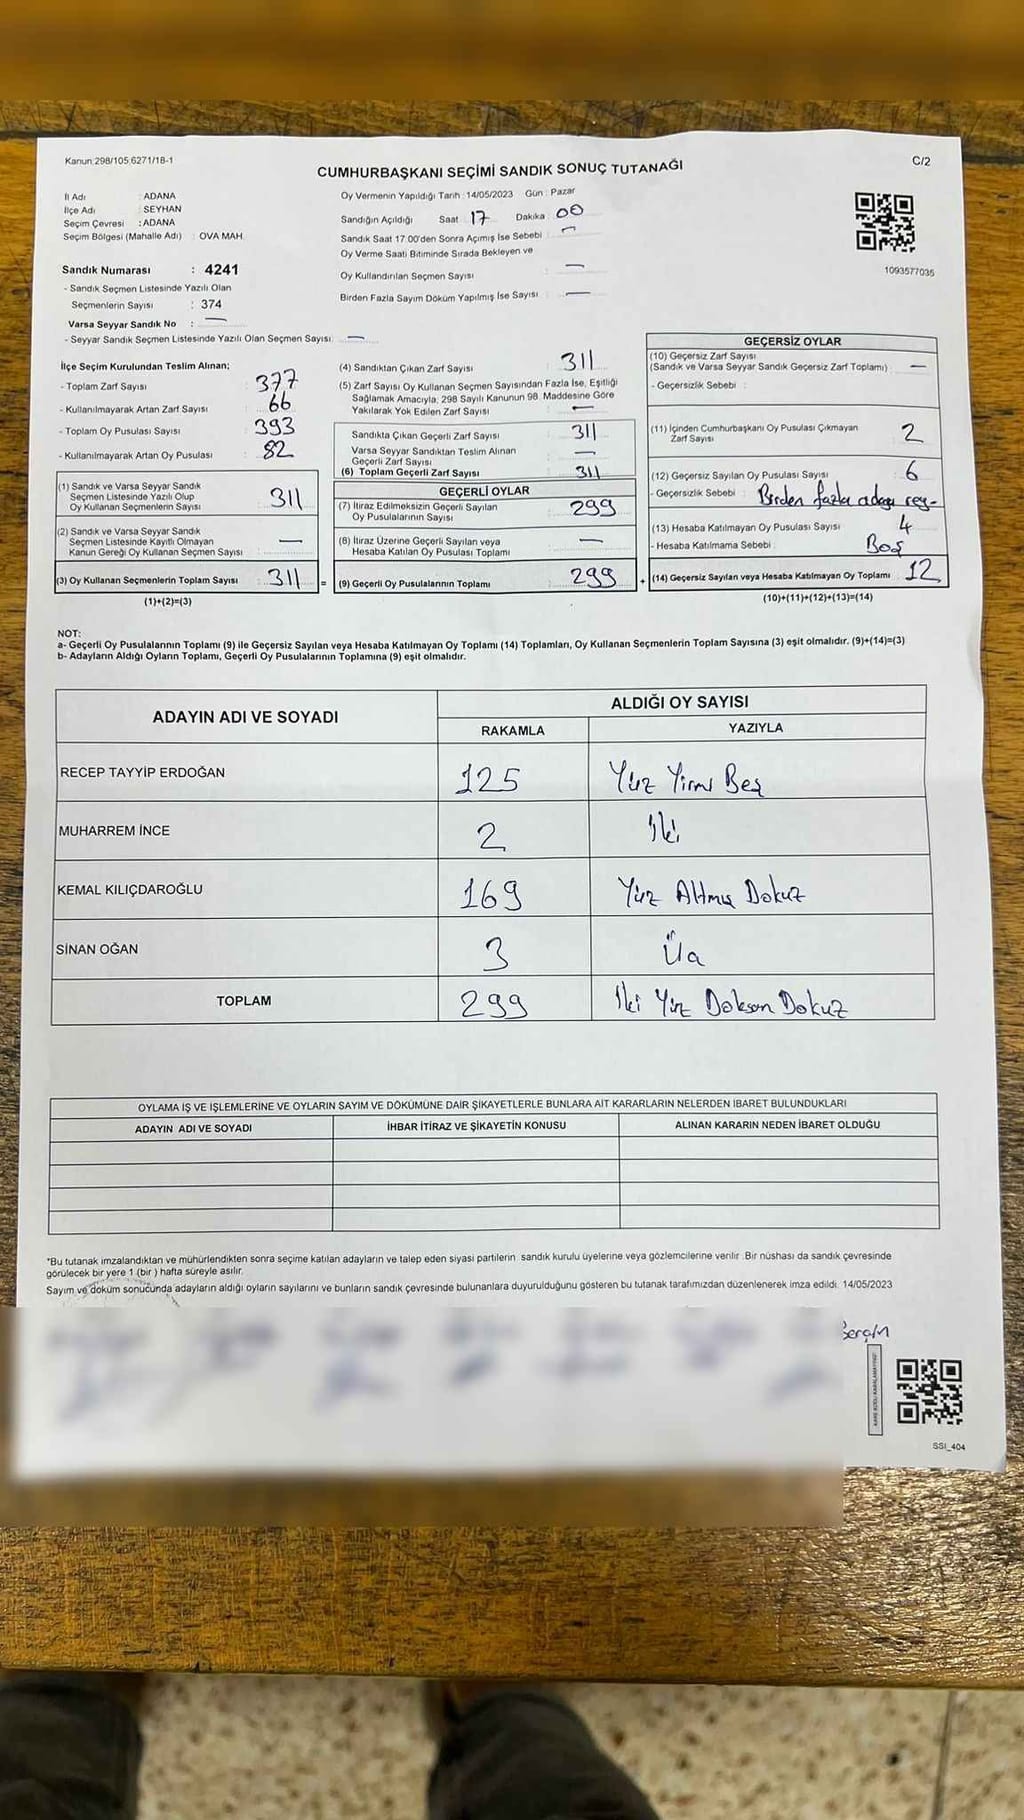 Kanun:298/105,6271/18-1
C/2
CUMHURBAŞKANI SEÇİMİ SANDIK SONUÇ TUTANAĞI
İl Adı : ADANA
İlçe Adı : SEYHAN
Seçim Çevresi : ADANA
Seçim Bölgesi (Mahalle Adı) : OVA MAH.
Oy Vermenin Yapıldığı Tarih : 14/05/2023 Gün : Pazar
Sandığın Açıldığı Saat 17 Dakika 00
Sandık Saat 17:00'den Sonra Açımış İse Sebebi : —
Oy Verme Saati Bitiminde Sırada Bekleyen ve
Oy Kullandırılan Seçmen Sayısı : —
Birden Fazla Sayım Döküm Yapılmış İse Sayısı : —
1093577035
Sandık Numarası : 4241
- Sandık Seçmen Listesinde Yazılı Olan
Seçmenlerin Sayısı : 374
Varsa Seyyar Sandık No : —
- Seyyar Sandık Seçmen Listesinde Yazılı Olan Seçmen Sayısı: —
İlçe Seçim Kurulundan Teslim Alınan;
- Toplam Zarf Sayısı : 377
- Kullanılmayarak Artan Zarf Sayısı : 66
- Toplam Oy Pusulası Sayısı : 393
- Kullanılmayarak Artan Oy Pusulası : 82
(1) Sandık ve Varsa Seyyar Sandık
Seçmen Listesinde Yazılı Olup
Oy Kullanan Seçmenlerin Sayısı : 311
(2) Sandık ve Varsa Seyyar Sandık
Seçmen Listesinde Kayıtlı Olmayan
Kanun Gereği Oy Kullanan Seçmen Sayısı : —
(3) Oy Kullanan Seçmenlerin Toplam Sayısı : 311 =
(1)+(2)=(3)
(4) Sandıktan Çıkan Zarf Sayısı : 311
(5) Zarf Sayısı Oy Kullanan Seçmen Sayısından Fazla İse, Eşitliği
Sağlamak Amacıyla; 298 Sayılı Kanunun 98. Maddesine Göre
Yakılarak Yok Edilen Zarf Sayısı : —
Sandıkta Çıkan Geçerli Zarf Sayısı : 311
Varsa Seyyar Sandıktan Teslim Alınan
Geçerli Zarf Sayısı : —
(6) Toplam Geçerli Zarf Sayısı : 311
GEÇERLİ OYLAR
(7) İtiraz Edilmeksizin Geçerli Sayılan
Oy Pusulalarının Sayısı : 299
(8) İtiraz Üzerine Geçerli Sayılan veya
Hesaba Katılan Oy Pusulası Toplamı : —
(9) Geçerli Oy Pusulalarının Toplamı : 299 +
GEÇERSİZ OYLAR
(10) Geçersiz Zarf Sayısı
(Sandık ve Varsa Seyyar Sandık Geçersiz Zarf Toplamı) : —
- Geçersizlik Sebebi :
(11) İçinden Cumhurbaşkanı Oy Pusulası Çıkmayan
Zarf Sayısı : 2
(12) Geçersiz Sayılan Oy Pusulası Sayısı : 6
- Geçersizlik Sebebi : Birden fazla adaya rey-
(13) Hesaba Katılmayan Oy Pusulası Sayısı : 4
- Hesaba Katılmama Sebebi : Boş
(14) Geçersiz Sayılan veya Hesaba Katılmayan Oy Toplamı : 12
(10)+(11)+(12)+(13)=(14)
NOT:
a- Geçerli Oy Pusulalarının Toplamı (9) ile Geçersiz Sayılan veya Hesaba Katılmayan Oy Toplamı (14) Toplamları, Oy Kullanan Seçmenlerin Toplam Sayısına (3) eşit olmalıdır. (9)+(14)=(3)
b- Adayların Aldığı Oyların Toplamı, Geçerli Oy Pusulalarının Toplamına (9) eşit olmalıdır.
ADAYIN ADI VE SOYADI
ALDIĞI OY SAYISI
RAKAMLA YAZIYLA
RECEP TAYYİP ERDOĞAN 125 Yüz Yirmi Beş
MUHARREM İNCE 2 İki
KEMAL KILIÇDAROĞLU 169 Yüz Altmış Dokuz
SİNAN OĞAN 3 Üç
TOPLAM 299 İki Yüz Doksan Dokuz
OYLAMA İŞ VE İŞLEMLERİNE VE OYLARIN SAYIM VE DÖKÜMÜNE DAİR ŞİKAYETLERLE BUNLARA AİT KARARLARIN NELERDEN İBARET BULUNDUKLARI
ADAYIN ADI VE SOYADI İHBAR İTİRAZ VE ŞİKAYETİN KONUSU ALINAN KARARIN NEDEN İBARET OLDUĞU
*Bu tutanak imzalandıktan ve mühürlendikten sonra seçime katılan adayların ve talep eden siyasi partilerin sandık kurulu üyelerine veya gözlemcilerine verilir .Bir nüshası da sandık çevresinde
görülecek bir yere 1 (bir ) hafta süreyle asılır.
Sayım ve döküm sonucunda adayların aldığı oyların sayılarını ve bunların sandık çevresinde bulunanlara duyurulduğunu gösteren bu tutanak tarafımızdan düzenlenerek imza edildi. 14/05/2023
SSI_404